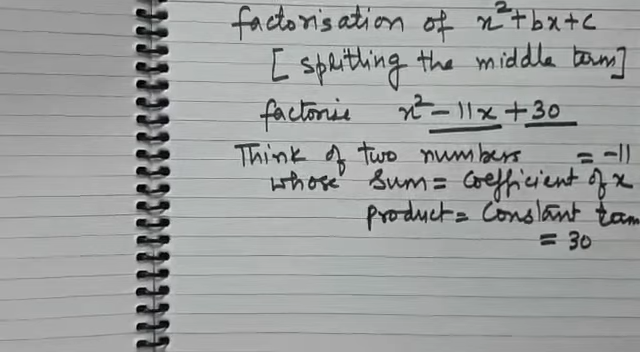 factorisation of x²+bx+c
[splitting the middle term]
factorise x²-11x+30
Think of two numbers = -11
whose sum = coefficient of x
product = constant term
= 30